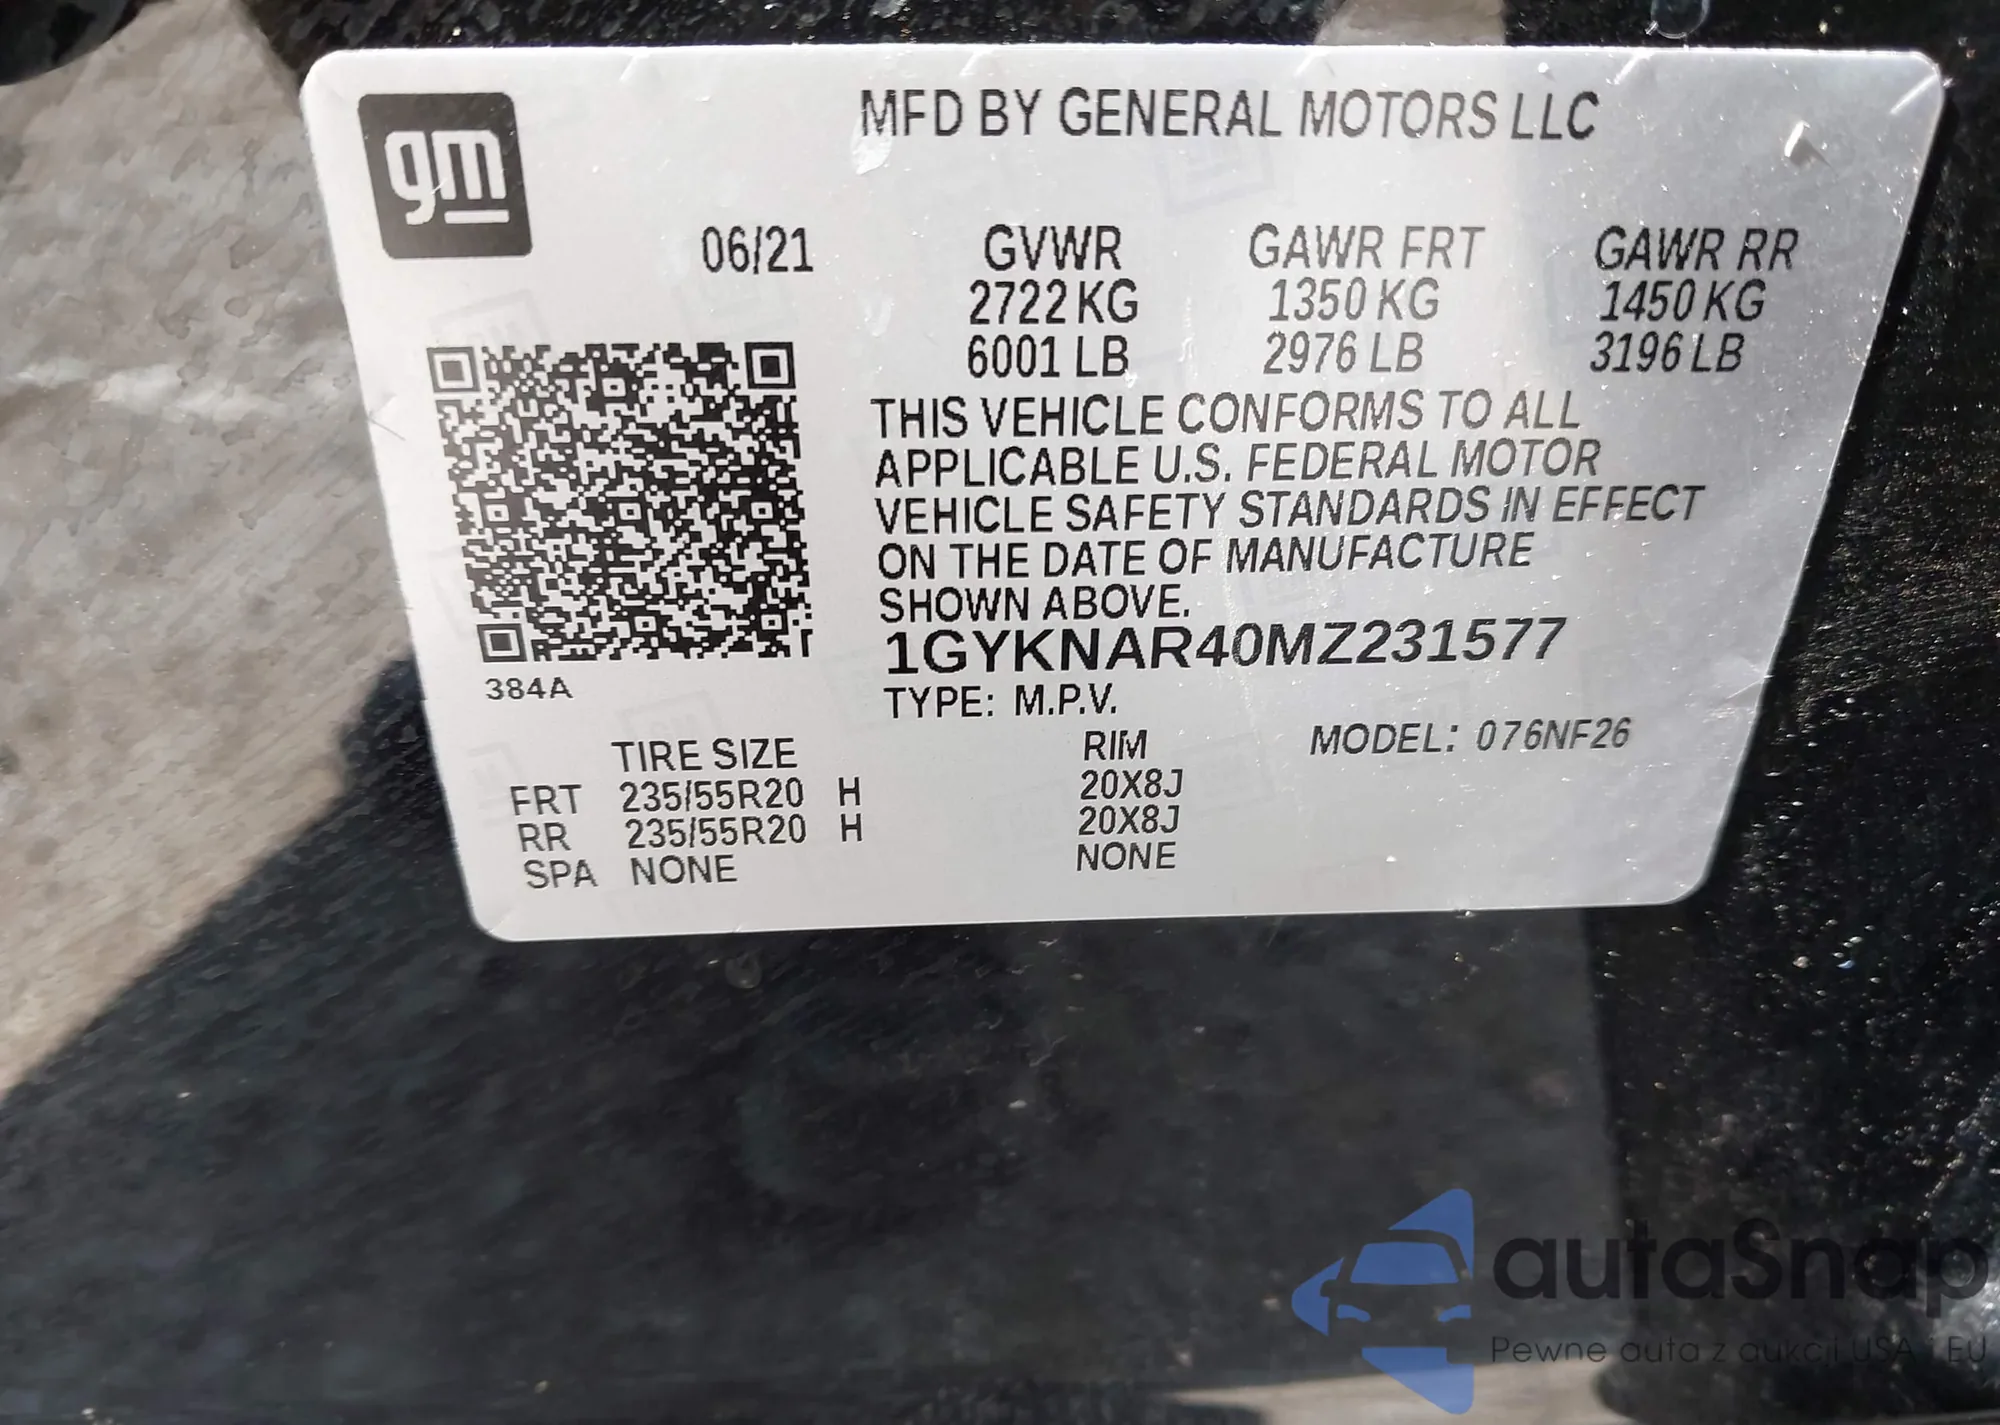 gm
MFD BY GENERAL MOTORS LLC
06/21 GVWR GAWR FRT GAWR RR
2722 KG 1350 KG 1450 KG
6001 LB 2976 LB 3196 LB
THIS VEHICLE CONFORMS TO ALL
APPLICABLE U.S. FEDERAL MOTOR
VEHICLE SAFETY STANDARDS IN EFFECT
ON THE DATE OF MANUFACTURE
SHOWN ABOVE.
1GYKNAR40MZ231577
384A
TYPE: M.P.V.
TIRE SIZE RIM MODEL: 076NF26
FRT 235/55R20 H 20X8J
RR 235/55R20 H 20X8J
SPA NONE NONE
autaSnap
Pewne auta z aukcji USA i EU